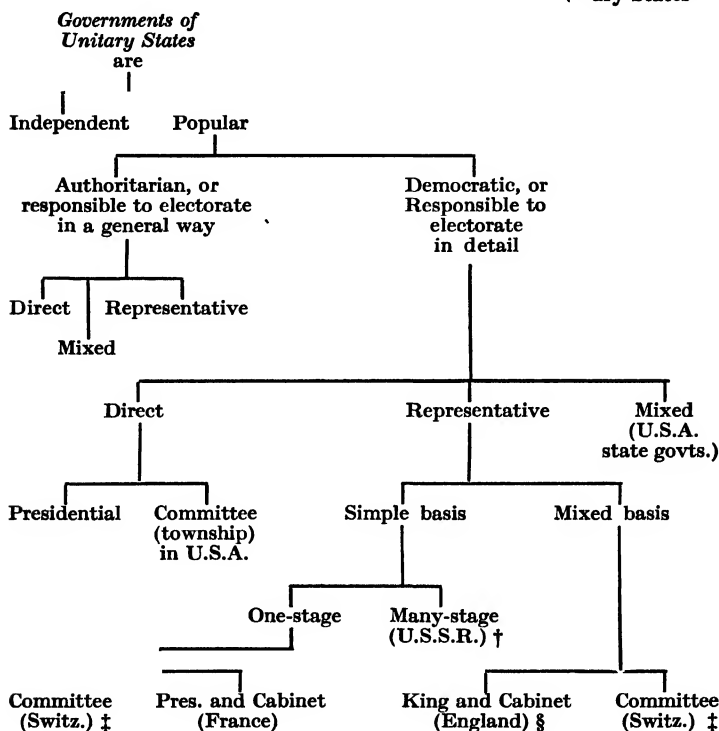 ary States
Governments of
Unitary States
are
Independent Popular
Authoritarian, or
responsible to electorate
in a general way
Democratic, or
Responsible to
electorate
in detail
Direct Representative
Mixed
Direct Representative Mixed
(U.S.A.
state govts.)
Presidential Committee
(township)
in U.S.A.
Simple basis Mixed basis
One-stage Many-stage
(U.S.S.R.) †
Committee
(Switz.) ‡
Pres. and Cabinet
(France)
King and Cabinet
(England) §
Committee
(Switz.) ‡